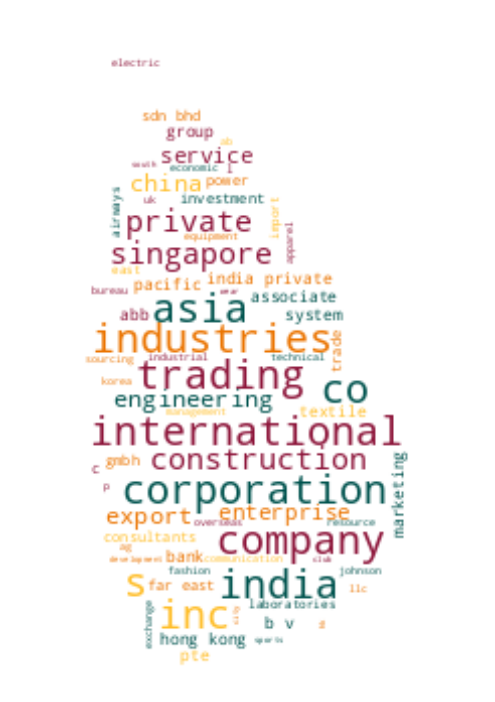 electric
sdn bhd
group
ab
service
south
economic
china
power
uk
investment
airways
import
private
equipment
apparel
singapore
east
india private
pacific
bureau
wear
associate
asia
abb
system
industries
trade
sourcing
industrial
technical
trading
korea
co
engineering
management
textile
international
construction
gmbh
c
marketing
p
corporation
export
enterprise
overseas
resource
consultants
company
ag
development
bank
communication
club
fashion
johnson
s
far east
india
llc
exchange
inc
city
laboratories
b v
hong kong
sports
pte